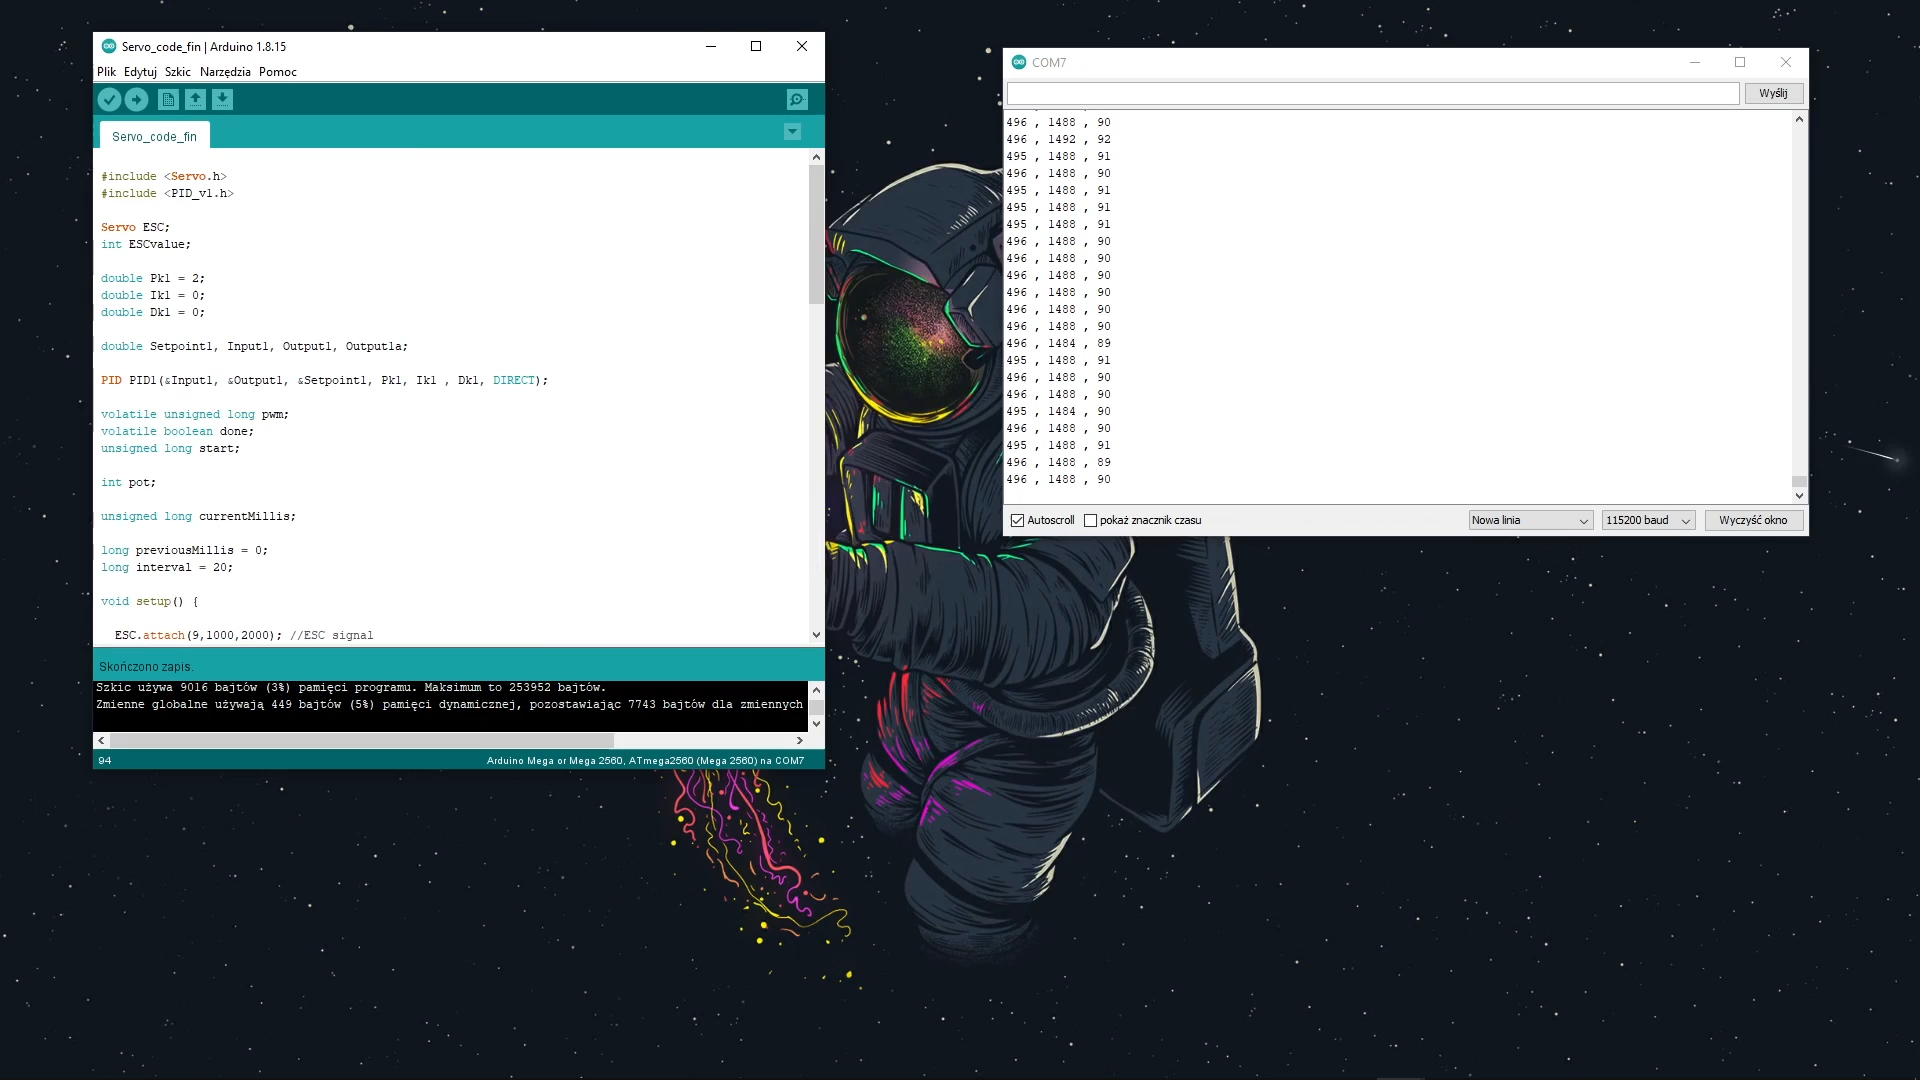 Servo_code_fin | Arduino 1.8.15
Plik Edytuj Szkic Narzędzia Pomoc
Servo_code_fin
#include <Servo.h>
#include <PID_v1.h>
Servo ESC;
int ESCvalue;
double Pk1 = 2;
double Ik1 = 0;
double Dk1 = 0;
double Setpoint1, Input1, Output1, Output1a;
PID PID1(&Input1, &Output1, &Setpoint1, Pk1, Ik1 , Dk1, DIRECT);
volatile unsigned long pwm;
volatile boolean done;
unsigned long start;
int pot;
unsigned long currentMillis;
long previousMillis = 0;
long interval = 20;
void setup() {
ESC.attach(9,1000,2000); //ESC signal
Skończono zapis.
Szkic używa 9016 bajtów (3%) pamięci programu. Maksimum to 253952 bajtów.
Zmienne globalne używają 449 bajtów (5%) pamięci dynamicznej, pozostawiając 7743 bajtów dla zmiennych
94
Arduino Mega or Mega 2560, ATmega2560 (Mega 2560) na COM7
COM7
Wyślij
496 , 1488 , 90
496 , 1492 , 92
495 , 1488 , 91
496 , 1488 , 90
495 , 1488 , 91
495 , 1488 , 91
495 , 1488 , 91
496 , 1488 , 90
496 , 1488 , 90
496 , 1488 , 90
496 , 1488 , 90
496 , 1488 , 90
496 , 1488 , 90
496 , 1484 , 89
495 , 1488 , 91
496 , 1488 , 90
496 , 1488 , 90
495 , 1484 , 90
496 , 1488 , 90
495 , 1488 , 91
496 , 1488 , 89
496 , 1488 , 90
Autoscroll pokaż znacznik czasu
Nowa linia
115200 baud
Wyczyść okno